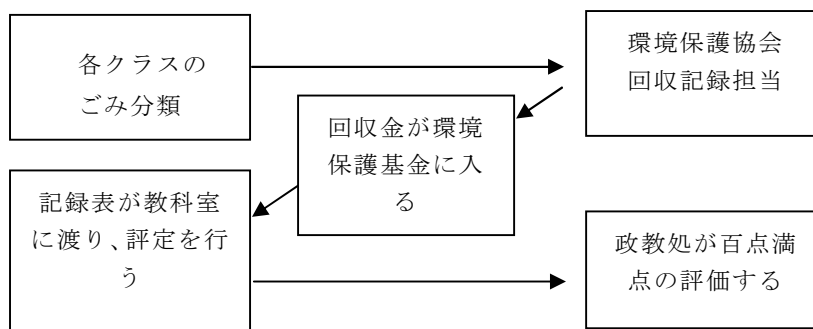 各クラスの
ごみ分類
環境保護協会
回収記録担当
回収金が環境
保護基金に入
る
記録表が教科室
に渡り、評定を行
う
政教処が百点満
点の評価する